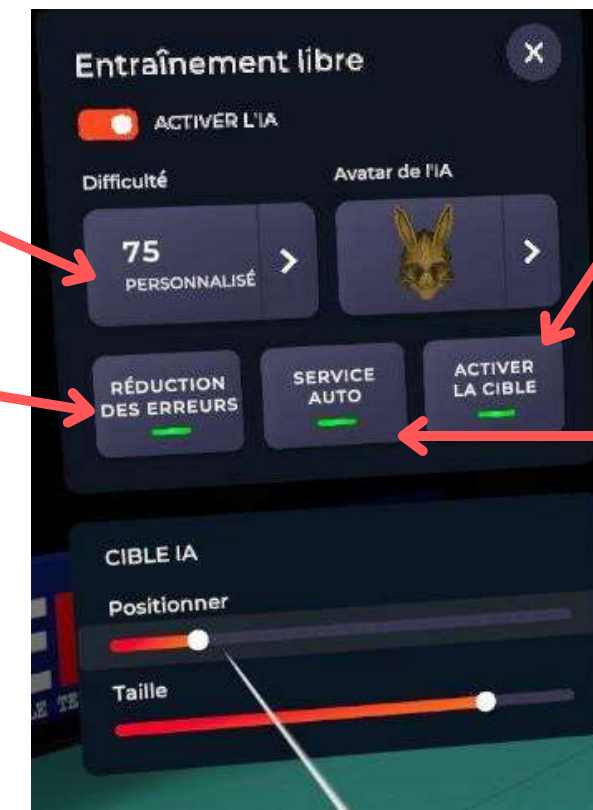 Entraînement libre
ACTIVER L'IA
Difficulté
Avatar de l'IA
75
PERSONNALISÉ
RÉDUCTION
DES ERREURS
SERVICE
AUTO
ACTIVER
LA CIBLE
CIBLE IA
Positionner
Taille